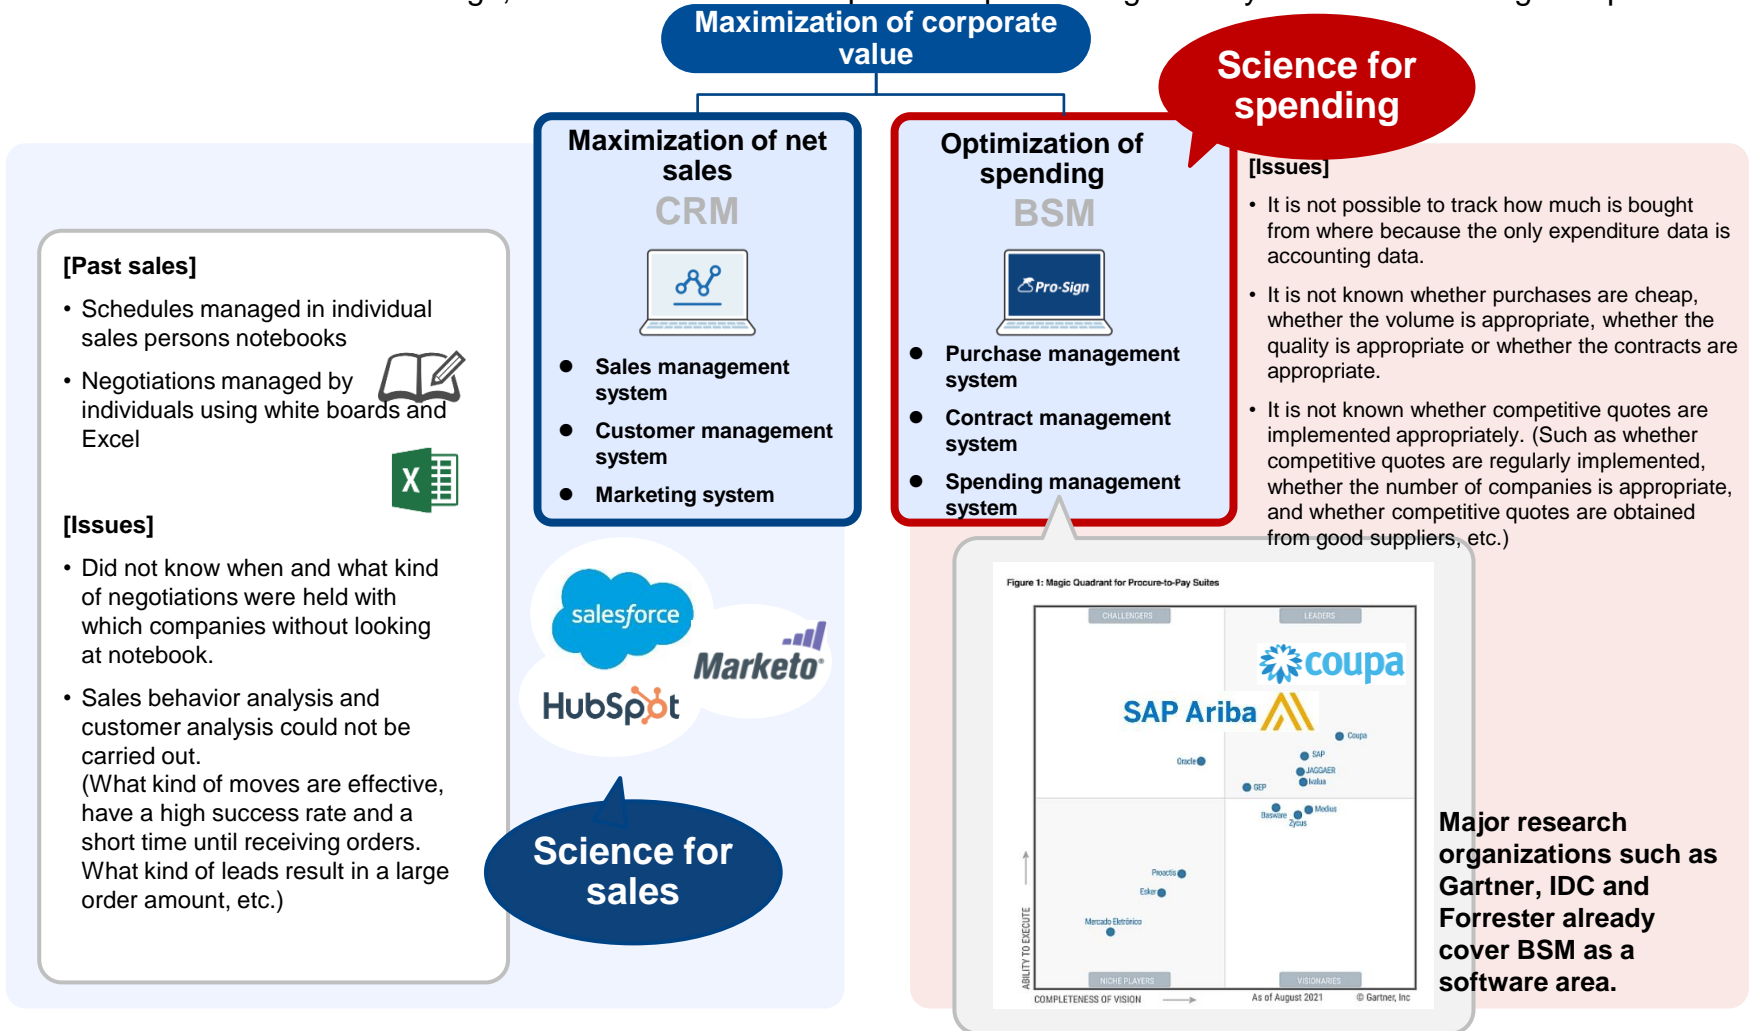 Maximization of corporate
value
Science for
spending
Maximization of net
sales
CRM
Sales management
system
Customer management
system
Marketing system
Optimization of
spending
BSM
Pro-Sign
Purchase management
system
Contract management
system
Spending management
system
[Past sales]
• Schedules managed in individual
sales persons notebooks
• Negotiations managed by
individuals using white boards and
Excel
X
[Issues]
• Did not know when and what kind
of negotiations were held with
which companies without looking
at notebook.
• Sales behavior analysis and
customer analysis could not be
carried out.
(What kind of moves are effective,
have a high success rate and a
short time until receiving orders.
What kind of leads result in a large
order amount, etc.)
salesforce
Marketo
HubSpot
Science for
sales
[Issues]
• It is not possible to track how much is bought
from where because the only expenditure data is
accounting data.
• It is not known whether purchases are cheap,
whether the volume is appropriate, whether the
quality is appropriate or whether the contracts are
appropriate.
• It is not known whether competitive quotes are
implemented appropriately. (Such as whether
competitive quotes are regularly implemented,
whether the number of companies is appropriate,
and whether competitive quotes are obtained
from good suppliers, etc.)
Figure 1: Magic Quadrant for Procure-to-Pay Suites
CHALLENGERS
LEADERS
coupa
SAP Ariba
Coupa
SAP
Oracle
JAGGAER
Ivalua
GEP
Basware
Medius
Zycus
Proactis
Esker
Mercado Eletrônico
NICHE PLAYERS
VISIONARIES
ABILITY TO EXECUTE
COMPLETENESS OF VISION
As of August 2021
© Gartner, Inc
Major research
organizations such as
Gartner, IDC and
Forrester already
cover BSM as a
software area.